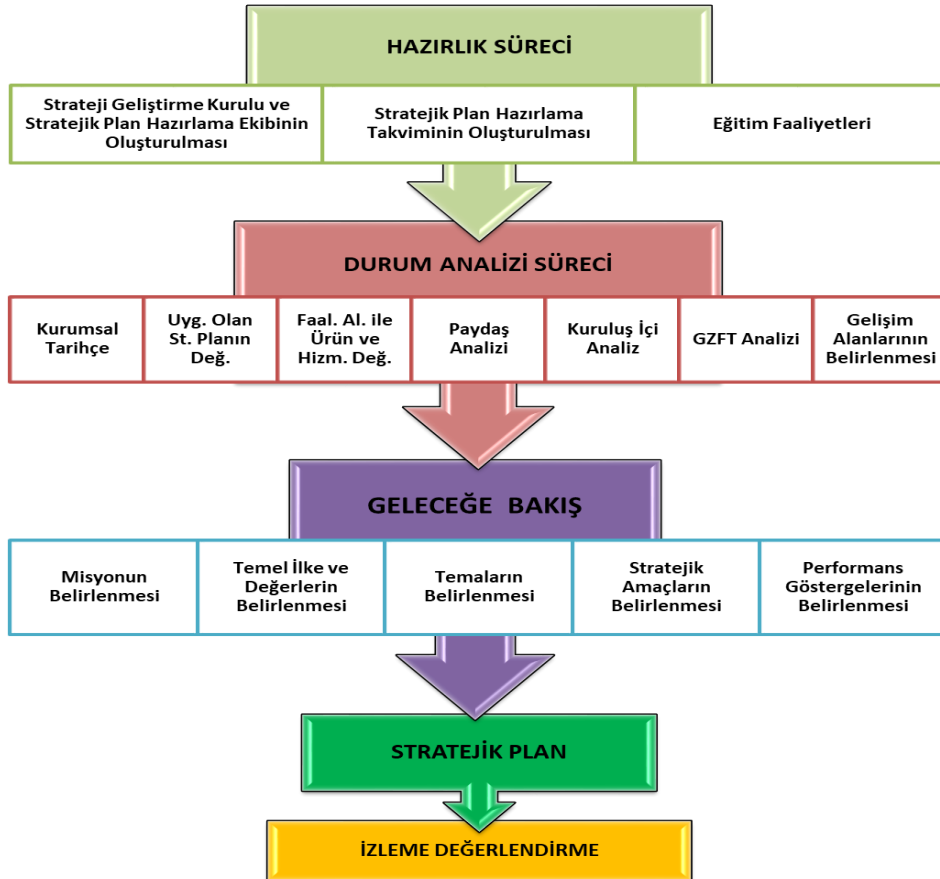 HAZIRLIK SÜRECİ
Strateji Geliştirme Kurulu ve
Stratejik Plan Hazırlama Ekibinin
Oluşturulması
Stratejik Plan Hazırlama
Takviminin Oluşturulması
Eğitim Faaliyetleri
DURUM ANALİZİ SÜRECİ
Kurumsal
Tarihçe
Uyg. Olan
St. Planın
Değ.
Faal. Al. ile
Ürün ve
Hizm. Değ.
Paydaş
Analizi
Kuruluş İçi
Analiz
GZFT Analizi
Gelişim
Alanlarının
Belirlenmesi
GELECEĞE BAKIŞ
Misyonun
Belirlenmesi
Temel İlke ve
Değerlerin
Belirlenmesi
Temaların
Belirlenmesi
Stratejik
Amaçların
Belirlenmesi
Performans
Göstergelerinin
Belirlenmesi
STRATEJİK PLAN
İZLEME DEĞERLENDİRME